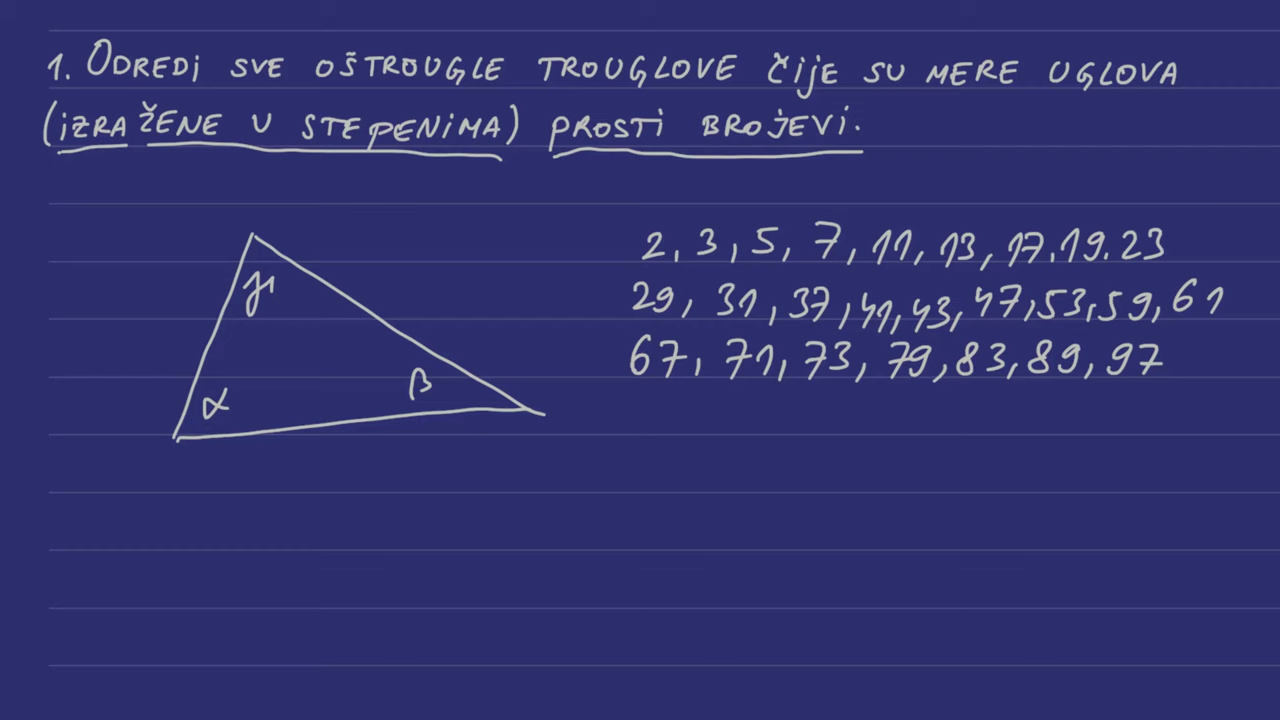 1. ODREDI SVE OŠTROUGLE TROUGLOVE ČIJE SU MERE UGLOVA
(IZRAŽENE U STEPENIMA) PROSTI BROJEVI.
2, 3, 5, 7, 11, 13, 17, 19. 23
γ
29, 31, 37, 41, 43, 47, 53, 59, 61
67, 71, 73, 79, 83, 89, 97
α β